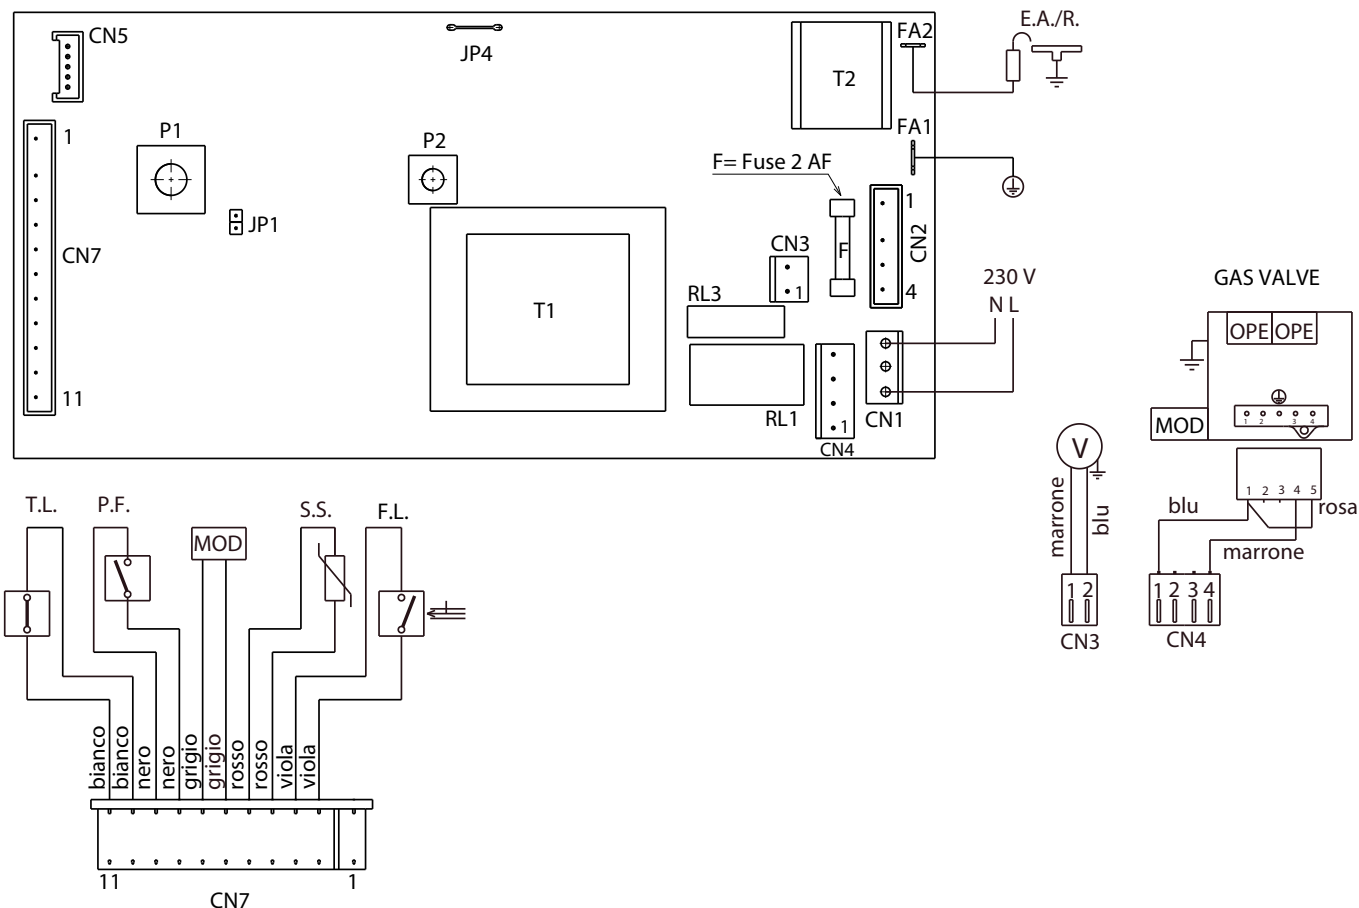 CN5
JP4
FA2
E.A./R.
T2
1
P1
P2
FA1
F= Fuse 2 AF
JP1
CN7
1
CN2
CN3
F
1
4
230 V
N L
GAS VALVE
RL3
T1
OPE OPE
11
RL1
1
CN1
CN4
MOD
1 2 3 4
V
marrone
blu
1 2 3 4 5
blu
rosa
marrone
1 2
CN3
1 2 3 4
CN4
T.L.
P.F.
MOD
S.S.
F.L.
bianco
bianco
nero
nero
grigio
grigio
rosso
rosso
viola
viola
11
1
CN7